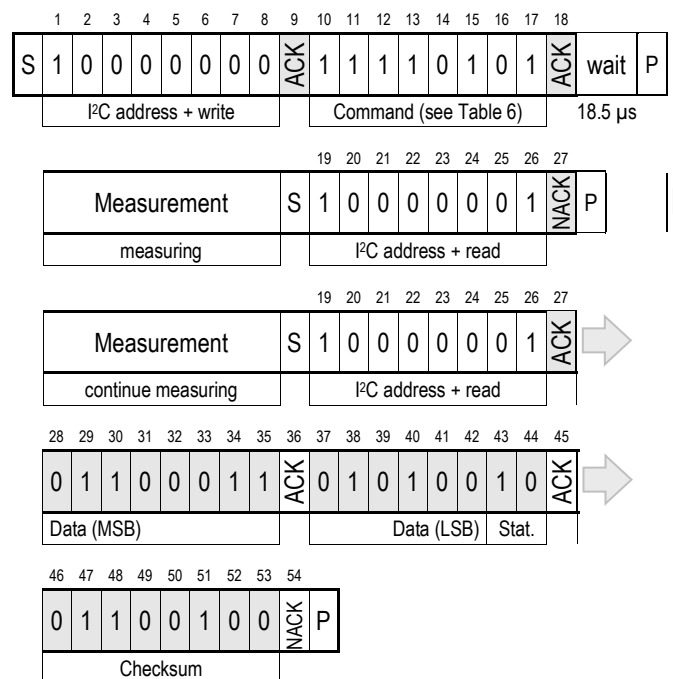 1 2 3 4 5 6 7 8 9 10 11 12 13 14 15 16 17 18
S 1 0 0 0 0 0 0 0 ACK 1 1 1 1 0 1 0 1 ACK wait P
I²C address + write Command (see Table 6) 18.5 µs
19 20 21 22 23 24 25 26 27
Measurement S 1 0 0 0 0 0 0 1 NACK P
measuring I²C address + read
19 20 21 22 23 24 25 26 27
Measurement S 1 0 0 0 0 0 0 1 ACK
continue measuring I²C address + read
28 29 30 31 32 33 34 35 36 37 38 39 40 41 42 43 44 45
0 1 1 0 0 0 1 1 ACK 0 1 0 1 0 0 1 0 ACK
Data (MSB) Data (LSB) Stat.
46 47 48 49 50 51 52 53 54
0 1 1 0 0 1 0 0 NACK P
Checksum